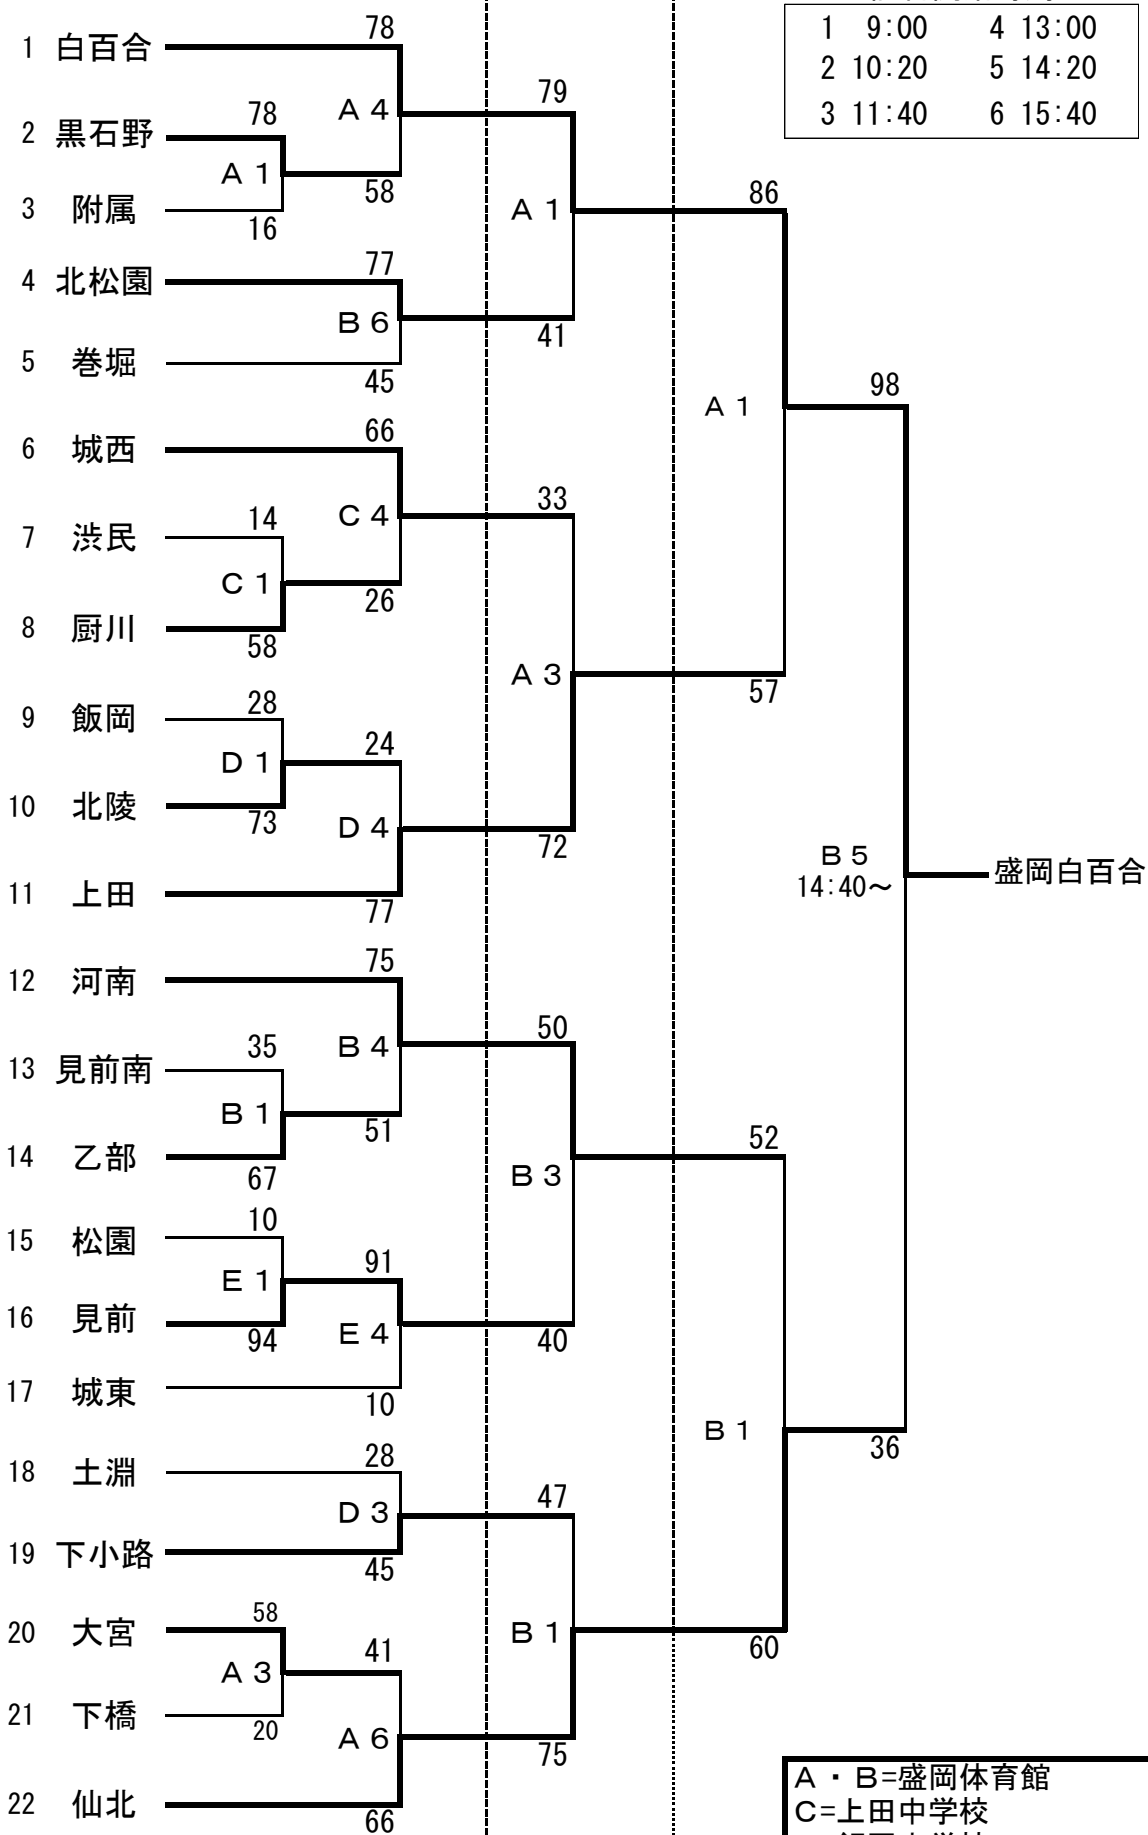 1 9:00 4 13:00
2 10:20 5 14:20
3 11:40 6 15:40
78
1 白百合
A 4
79
78
2 黒石野
A 1
58
3 附属
16
A 1
86
77
4 北松園
B 6
41
5 巻堀
45
A 1
98
66
6 城西
C 4
33
14
7 渋民
C 1
26
8 厨川
58
A 3
57
28
9 飯岡
D 1
24
10 北陵
73
D 4
72
11 上田
77
B 5
14:40～
盛岡白百合
75
12 河南
B 4
50
35
13 見前南
B 1
51
14 乙部
67
B 3
52
10
15 松園
E 1
91
16 見前
94
E 4
40
17 城東
10
B 1
36
28
18 土淵
D 3
47
19 下小路
45
58
20 大宮
A 3
41
B 1
60
21 下橋
20
A 6
75
22 仙北
66
A・B=盛岡体育館
C=上田中学校